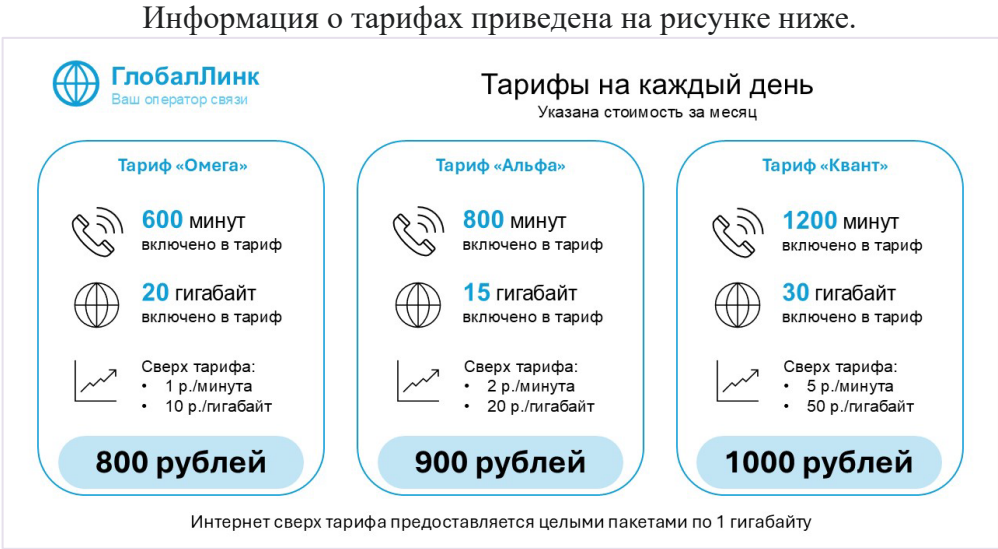 Информация о тарифах приведена на рисунке ниже.
ГлобалЛинк
Ваш оператор связи
Тарифы на каждый день
Указана стоимость за месяц
Тариф «Омега»
600 минут
включено в тариф
20 гигабайт
включено в тариф
Сверх тарифа:
• 1 р./минута
• 10 р./гигабайт
800 рублей
Тариф «Альфа»
800 минут
включено в тариф
15 гигабайт
включено в тариф
Сверх тарифа:
• 2 р./минута
• 20 р./гигабайт
900 рублей
Тариф «Квант»
1200 минут
включено в тариф
30 гигабайт
включено в тариф
Сверх тарифа:
• 5 р./минута
• 50 р./гигабайт
1000 рублей
Интернет сверх тарифа предоставляется целыми пакетами по 1 гигабайту